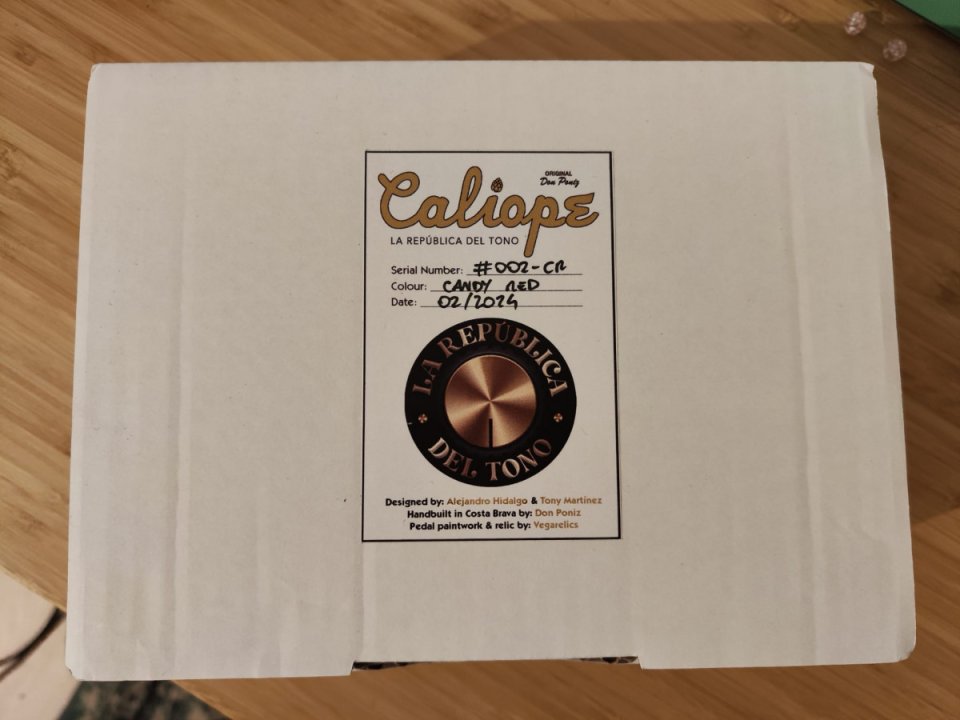 Caliope
ORIGINAL
Don Poniz
LA REPÚBLICA DEL TONO
Serial Number: #002-CR
Colour: CANDY RED
Date: 02/2024
LA REPÚBLICA
DEL TONO
Designed by: Alejandro Hidalgo & Tony Martínez
Handbuilt in Costa Brava by: Don Poniz
Pedal paintwork & relic by: Vegarelics